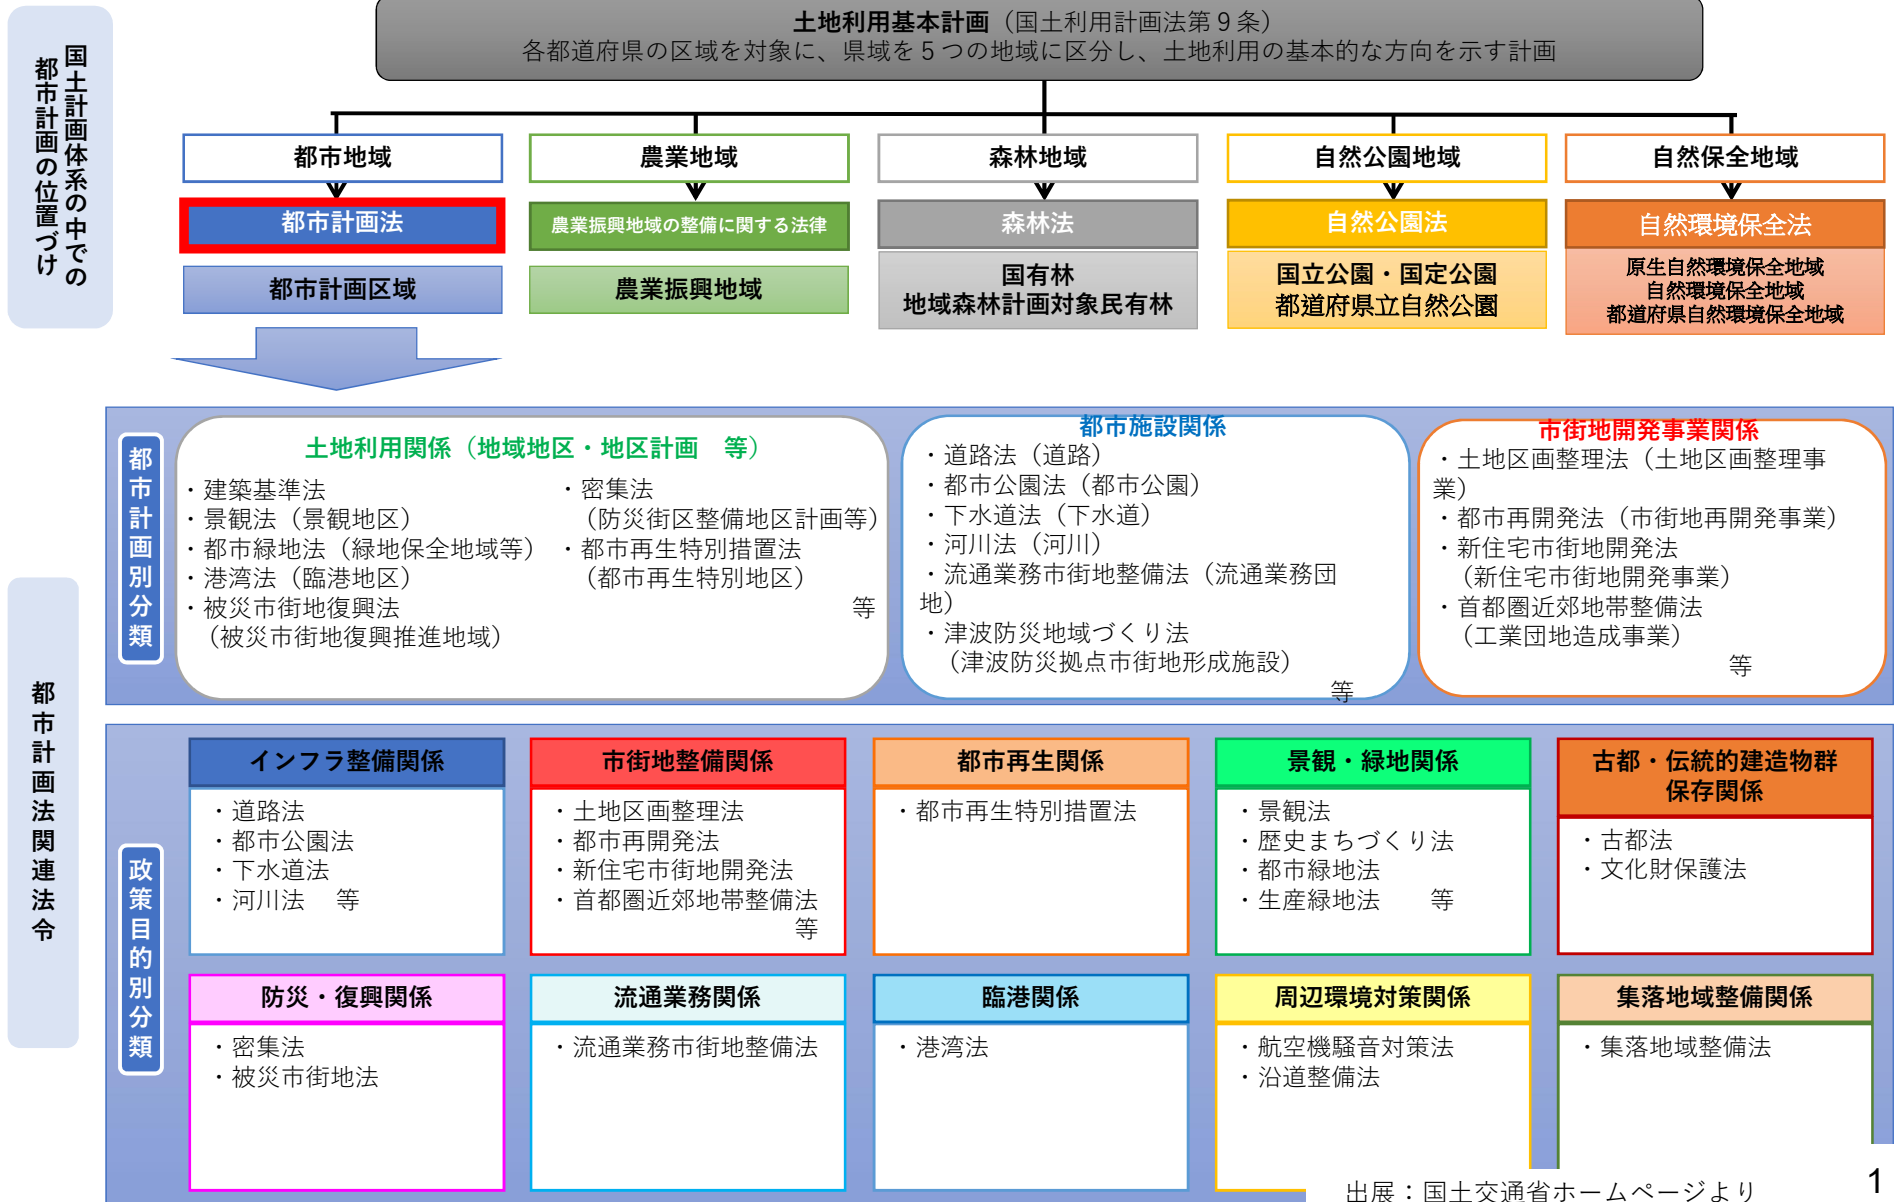 国土計画体系の中での
都市計画の位置づけ
土地利用基本計画（国土利用計画法第９条）
各都道府県の区域を対象に、県域を５つの地域に区分し、土地利用の基本的な方向を示す計画
都市地域
農業地域
森林地域
自然公園地域
自然保全地域
都市計画法
農業振興地域の整備に関する法律
森林法
自然公園法
自然環境保全法
都市計画区域
農業振興地域
国有林
地域森林計画対象民有林
国立公園・国定公園
都道府県立自然公園
原生自然環境保全地域
自然環境保全地域
都道府県自然環境保全地域
都市計画法関連法令
都市計画別分類
土地利用関係（地域地区・地区計画　等）
・建築基準法
・景観法（景観地区）
・都市緑地法（緑地保全地域等）
・港湾法（臨港地区）
・被災市街地復興法
（被災市街地復興推進地域）
・密集法
（防災街区整備地区計画等）
・都市再生特別措置法
（都市再生特別地区）
等
都市施設関係
・道路法（道路）
・都市公園法（都市公園）
・下水道法（下水道）
・河川法（河川）
・流通業務市街地整備法（流通業務団
地）
・津波防災地域づくり法
（津波防災拠点市街地形成施設）
等
市街地開発事業関係
・土地区画整理法（土地区画整理事
業）
・都市再開発法（市街地再開発事業）
・新住宅市街地開発法
（新住宅市街地開発事業）
・首都圏近郊地帯整備法
（工業団地造成事業）
等
政策目的別分類
インフラ整備関係
・道路法
・都市公園法
・下水道法
・河川法　等
市街地整備関係
・土地区画整理法
・都市再開発法
・新住宅市街地開発法
・首都圏近郊地帯整備法
等
都市再生関係
・都市再生特別措置法
景観・緑地関係
・景観法
・歴史まちづくり法
・都市緑地法
・生産緑地法　　等
古都・伝統的建造物群
保存関係
・古都法
・文化財保護法
防災・復興関係
・密集法
・被災市街地法
流通業務関係
・流通業務市街地整備法
臨港関係
・港湾法
周辺環境対策関係
・航空機騒音対策法
・沿道整備法
集落地域整備関係
・集落地域整備法
出展：国土交通省ホームページより
1